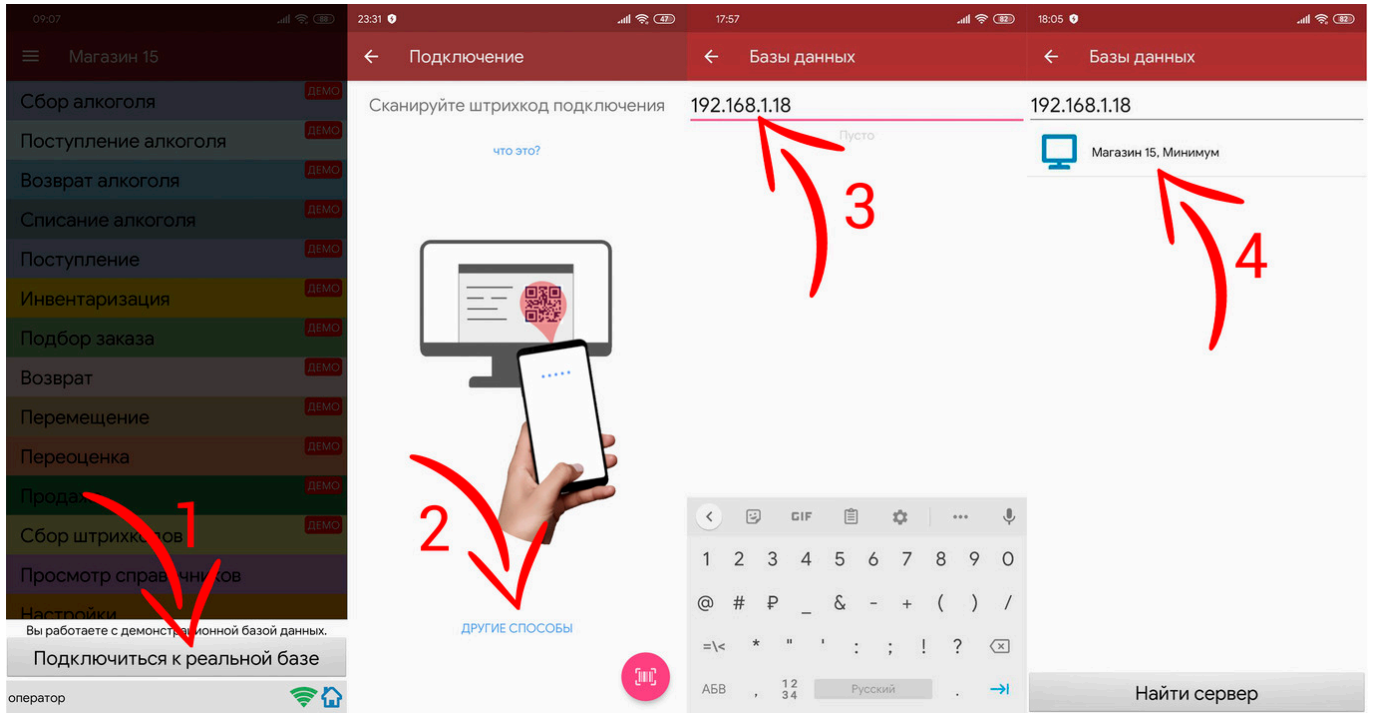 09:07
88
Магазин 15
Сбор алкоголя
ДЕМО
Поступление алкоголя
ДЕМО
Возврат алкоголя
ДЕМО
Списание алкоголя
ДЕМО
Поступление
ДЕМО
Инвентаризация
ДЕМО
Подбор заказа
ДЕМО
Возврат
ДЕМО
Перемещение
ДЕМО
Переоценка
ДЕМО
ДЕМО
1
Сбор
ДЕМО
Просмотр
Настройки
Вы работаете с демонстрационной базой данных.
Подключиться к реальной базе
оператор
23:31
47
Подключение
Сканируйте штрихкод подключения
что это?
2
ДРУГИЕ СПОСОБЫ
17:57
82
Базы данных
192.168.1.18
Пусто
3
GIF
1 2 3 4 5 6 7 8 9 0
@ # ₽ _ & - + ( ) /
=\< * " ' : ; ! ?
АБВ , 12 34 Русский .
18:05
82
Базы данных
192.168.1.18
Магазин 15, Минимум
4
Найти сервер